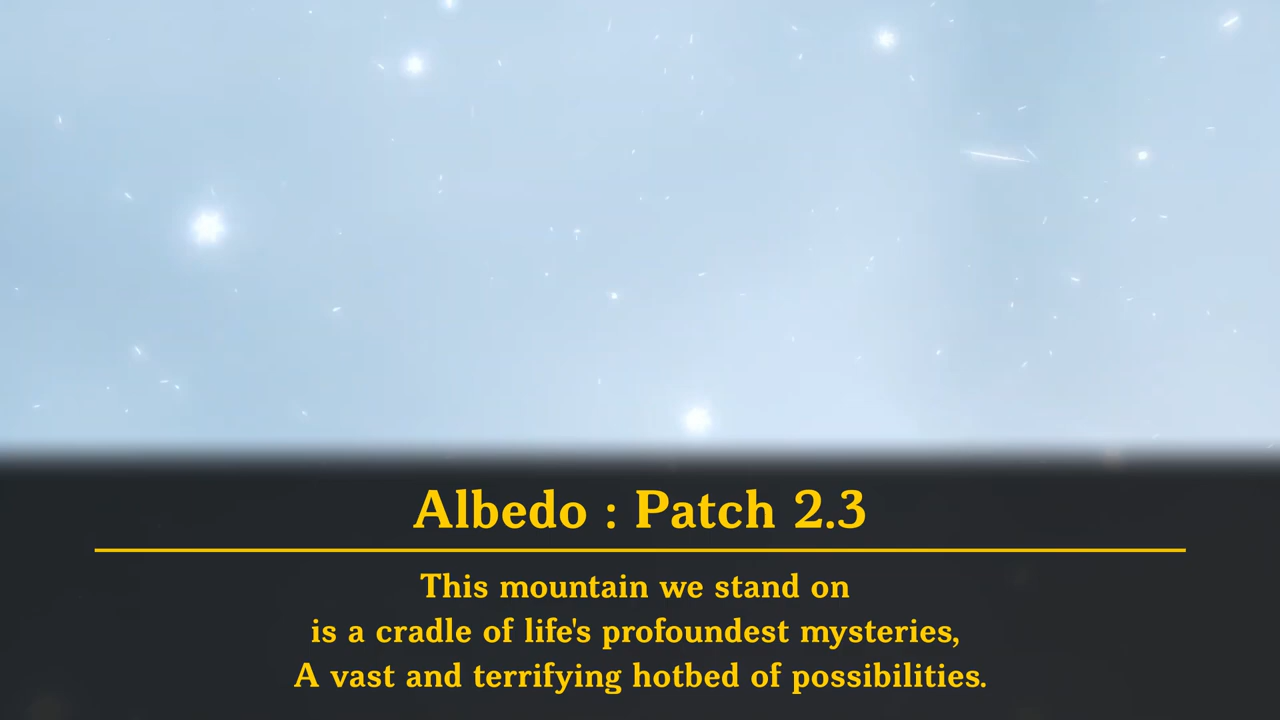 Albedo : Patch 2.3
This mountain we stand on
is a cradle of life's profoundest mysteries,
A vast and terrifying hotbed of possibilities.